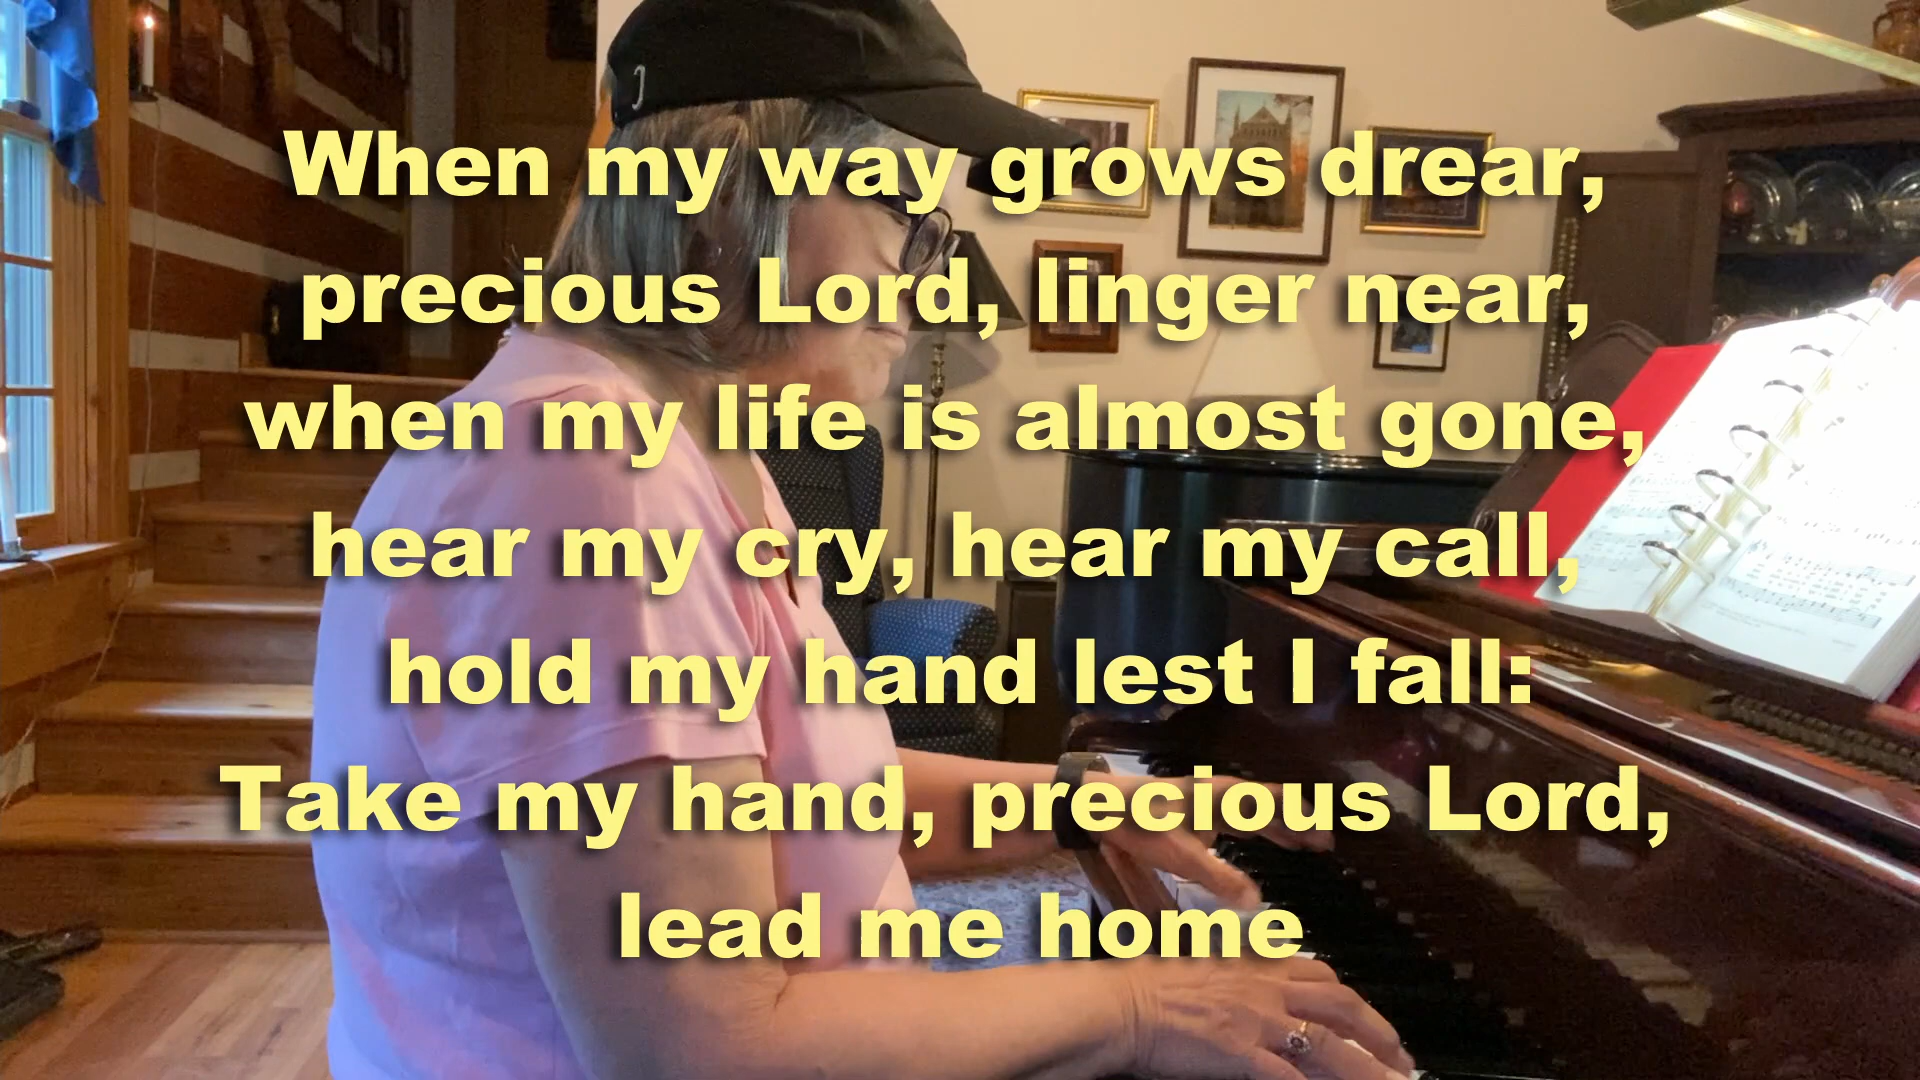 When my way grows drear,
precious Lord, linger near,
when my life is almost gone,
hear my cry, hear my call,
hold my hand lest I fall:
Take my hand, precious Lord,
lead me home